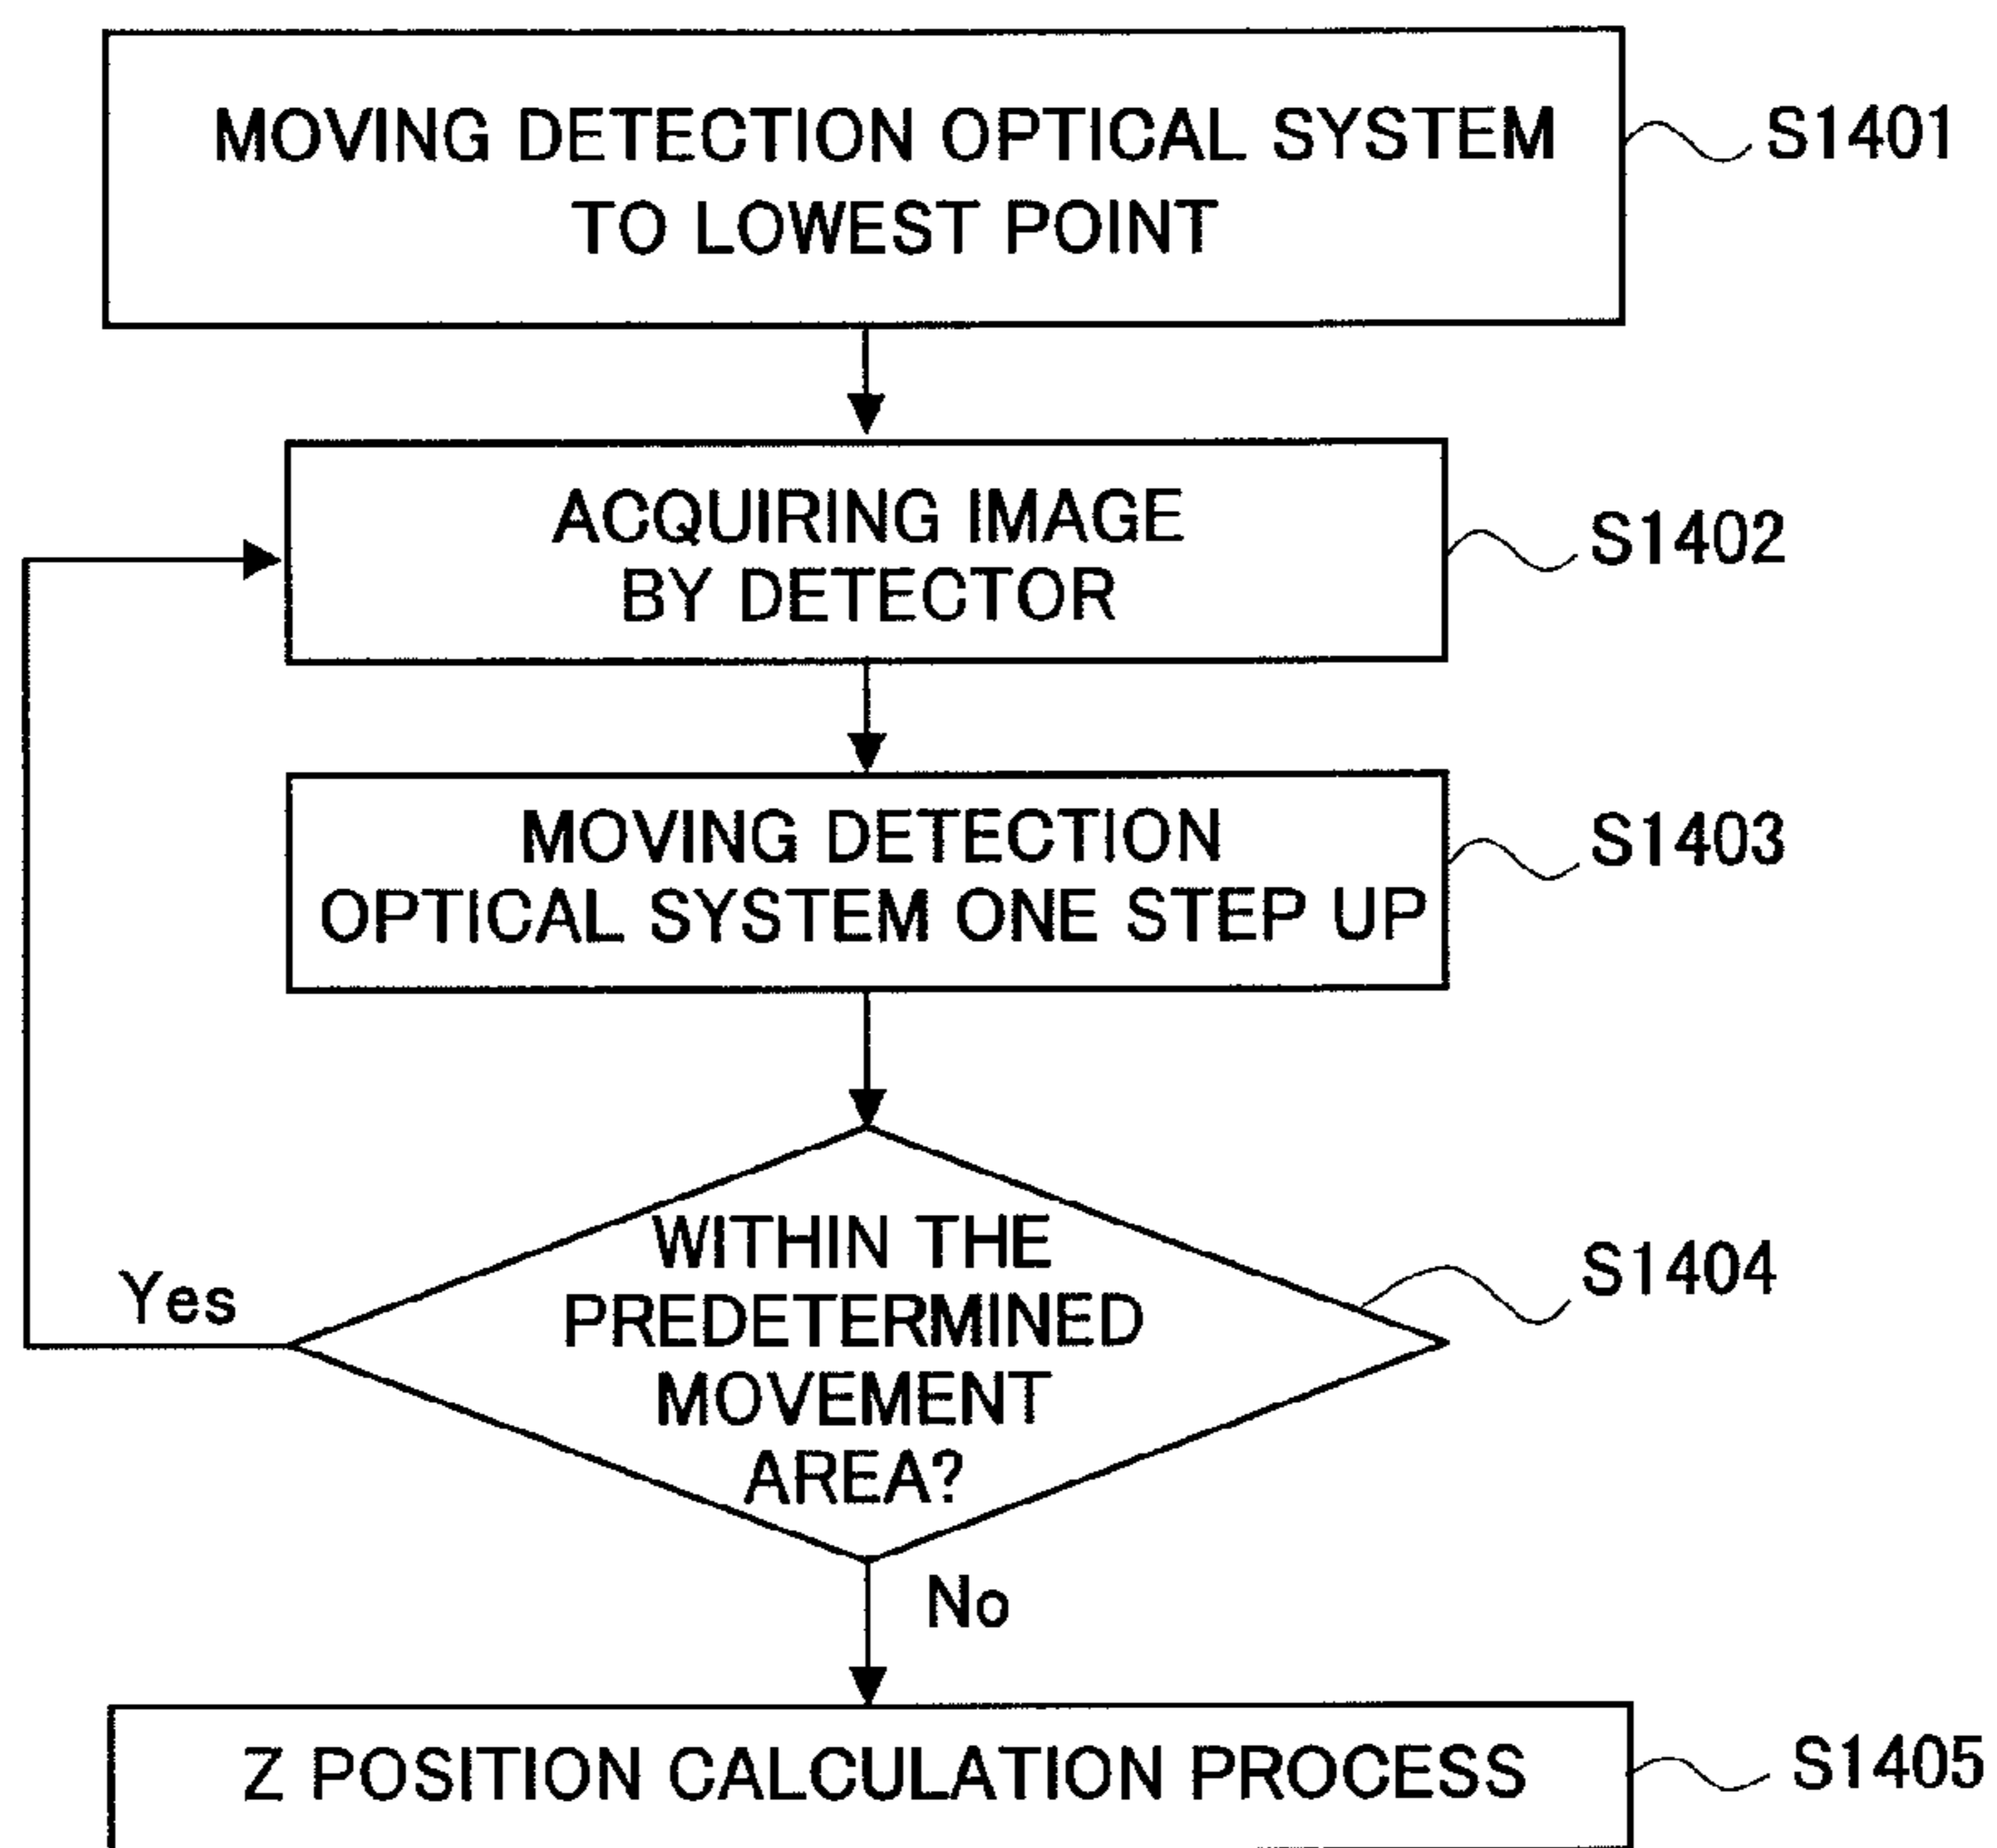 MOVING DETECTION OPTICAL SYSTEM
TO LOWEST POINT
S1401
ACQUIRING IMAGE
BY DETECTOR
S1402
MOVING DETECTION
OPTICAL SYSTEM ONE STEP UP
S1403
WITHIN THE
PREDETERMINED
MOVEMENT
AREA?
S1404
Yes
No
Z POSITION CALCULATION PROCESS
S1405